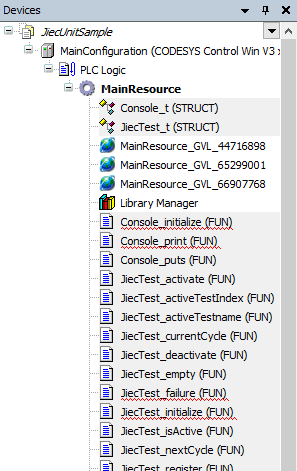 Devices
JiecUnitSample
MainConfiguration (CODESYS Control Win V3
PLC Logic
MainResource
Console_t (STRUCT)
JiecTest_t (STRUCT)
MainResource_GVL_44716898
MainResource_GVL_65299001
MainResource_GVL_66907768
Library Manager
Console_initialize (FUN)
Console_print (FUN)
Console_puts (FUN)
JiecTest_activate (FUN)
JiecTest_activeTestIndex (FUN)
JiecTest_activeTestname (FUN)
JiecTest_currentCycle (FUN)
JiecTest_deactivate (FUN)
JiecTest_empty (FUN)
JiecTest_failure (FUN)
JiecTest_initialize (FUN)
JiecTest_isActive (FUN)
JiecTest_nextCycle (FUN)
JiecTest_register (FUN)